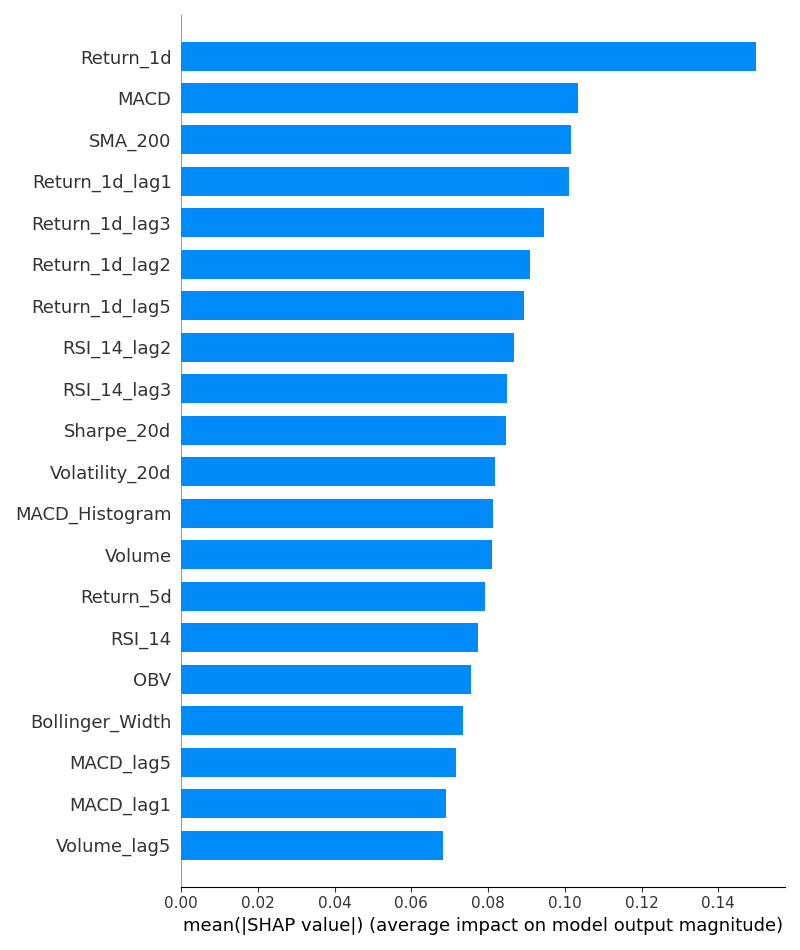 Return_1d
MACD
SMA_200
Return_1d_lag1
Return_1d_lag3
Return_1d_lag2
Return_1d_lag5
RSI_14_lag2
RSI_14_lag3
Sharpe_20d
Volatility_20d
MACD_Histogram
Volume
Return_5d
RSI_14
OBV
Bollinger_Width
MACD_lag5
MACD_lag1
Volume_lag5
0.00 0.02 0.04 0.06 0.08 0.10 0.12 0.14
mean(|SHAP value|) (average impact on model output magnitude)